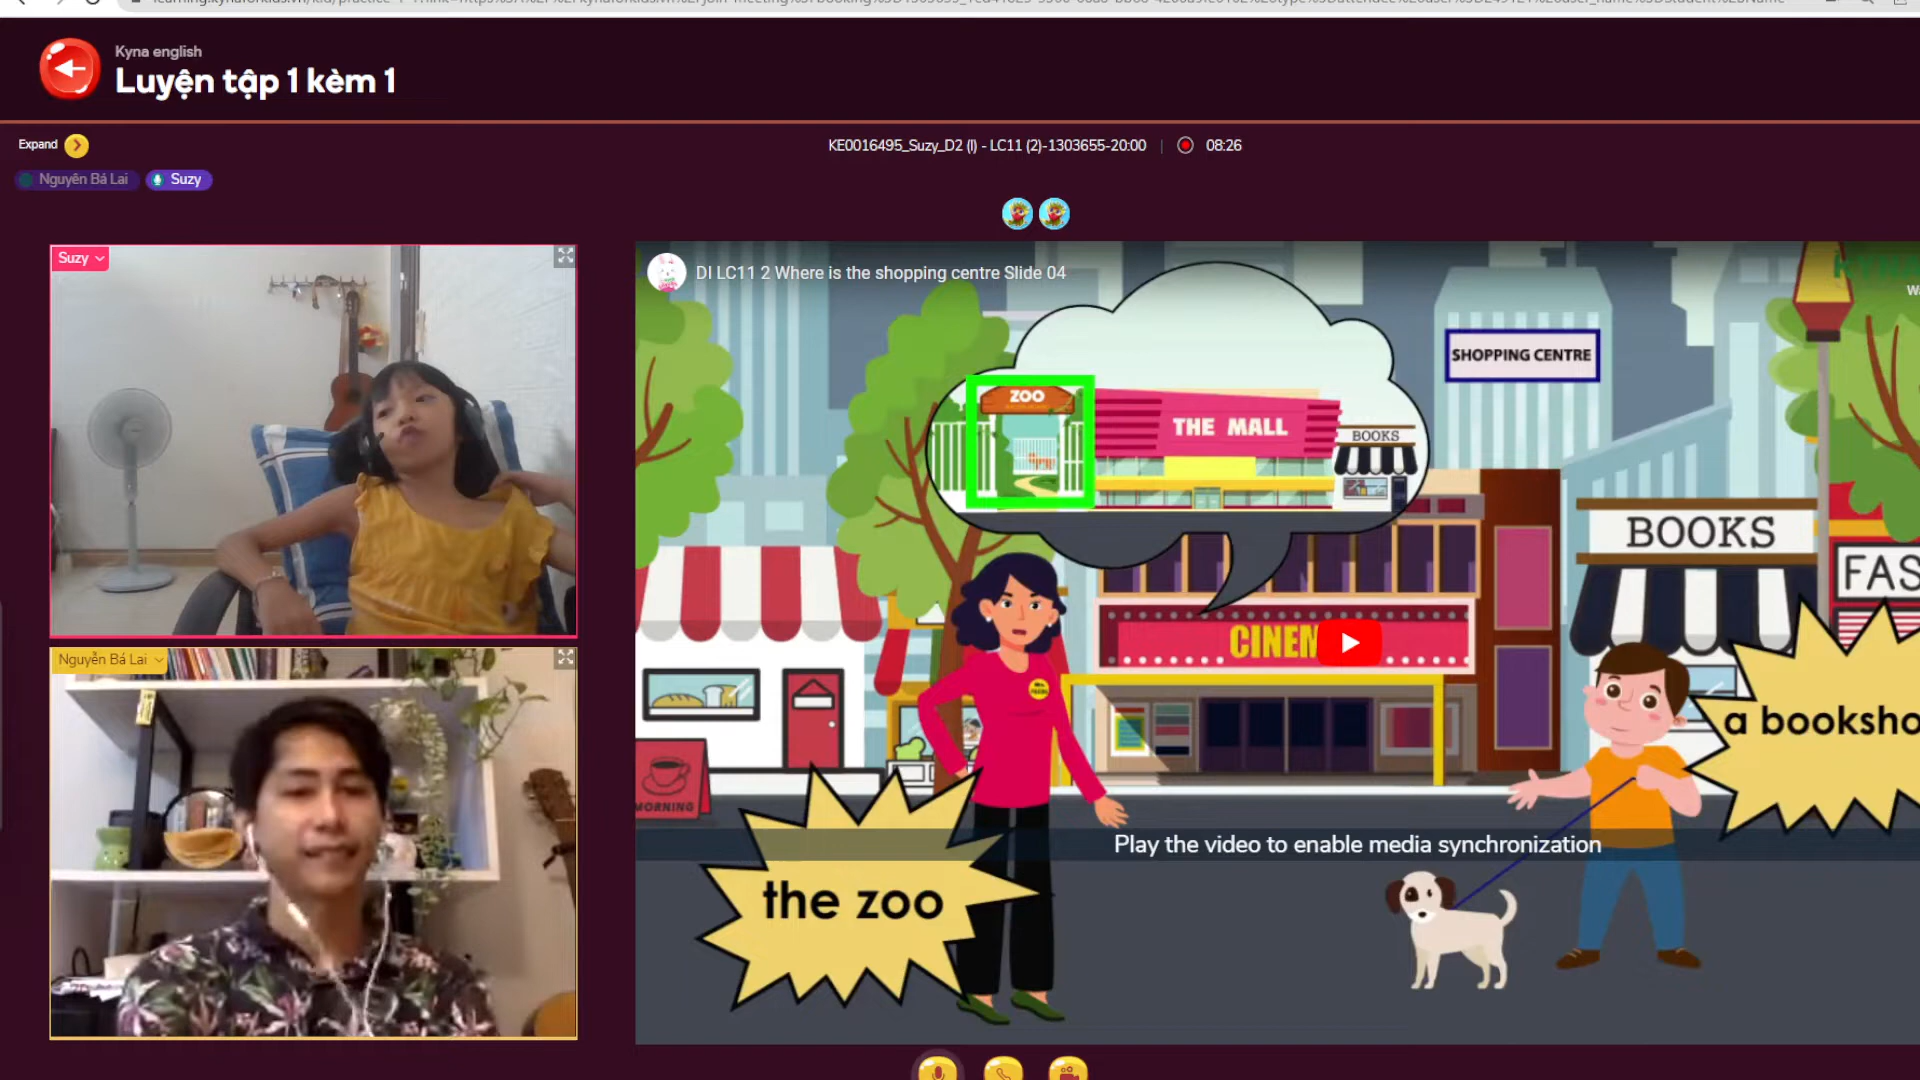 Kyna english
Luyện tập 1 kèm 1
Expand
KE0016495_Suzy_D2 (I) - LC11 (2)-1303655-20:00 | 08:26
Nguyễn Bá Lai
Suzy
Suzy
DI LC11 2 Where is the shopping centre Slide 04
SHOPPING CENTRE
ZOO
THE MALL
BOOKS
BOOKS
FAS
CINEM
Nguyễn Bá Lai
a booksho
MORNING
Play the video to enable media synchronization
the zoo